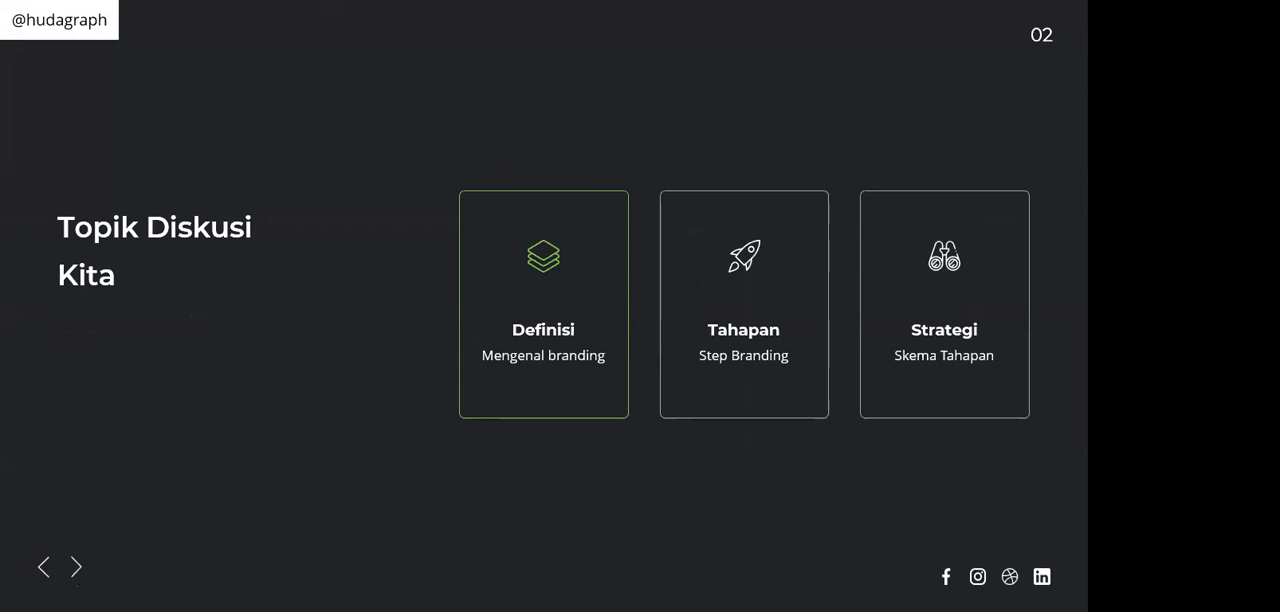 @hudagraph
02
Topik Diskusi
Kita
Definisi
Mengenal branding
Tahapan
Step Branding
Strategi
Skema Tahapan